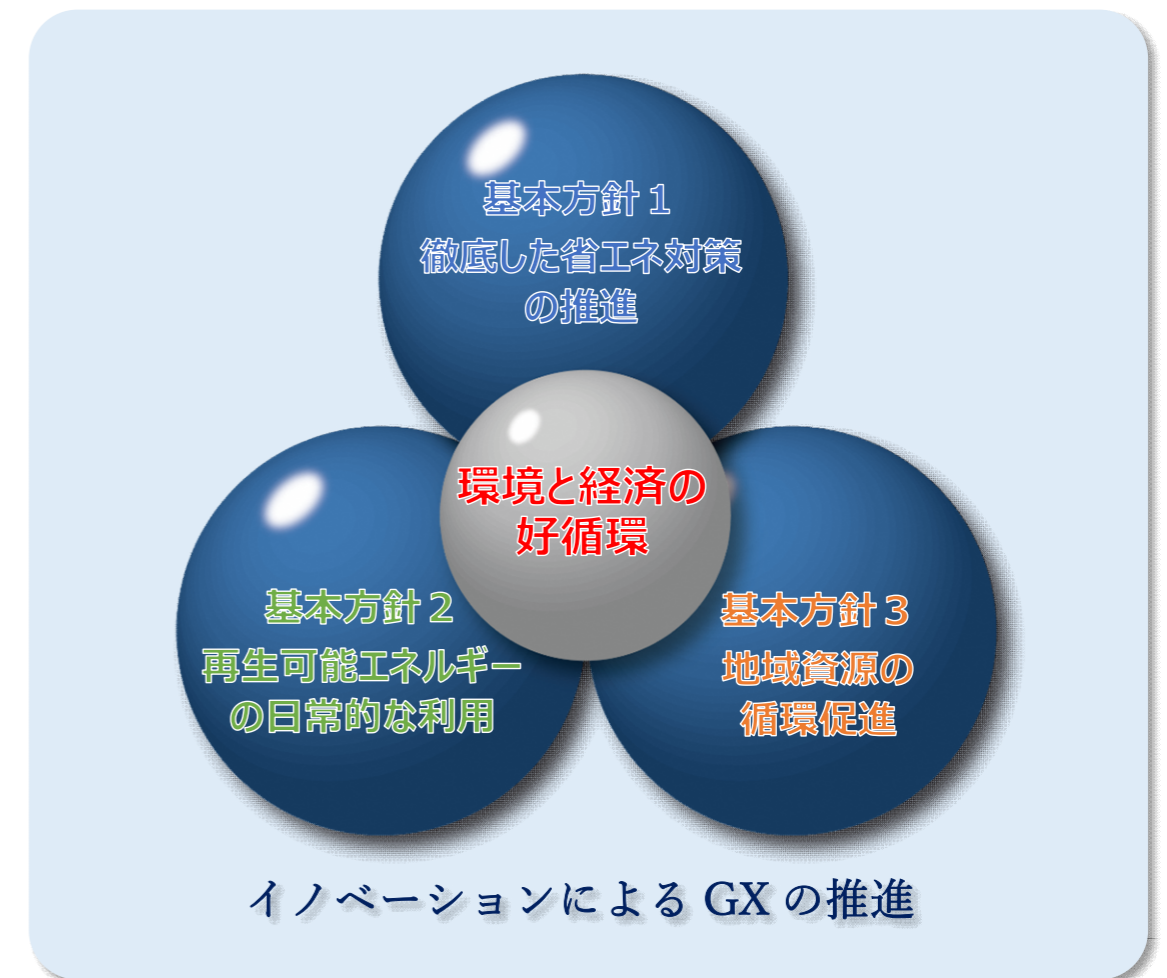 基本方針１
徹底した省エネ対策
の推進
環境と経済の
好循環
基本方針２
再生可能エネルギー
の日常的な利用
基本方針３
地域資源の
循環促進
イノベーションによる GX の推進